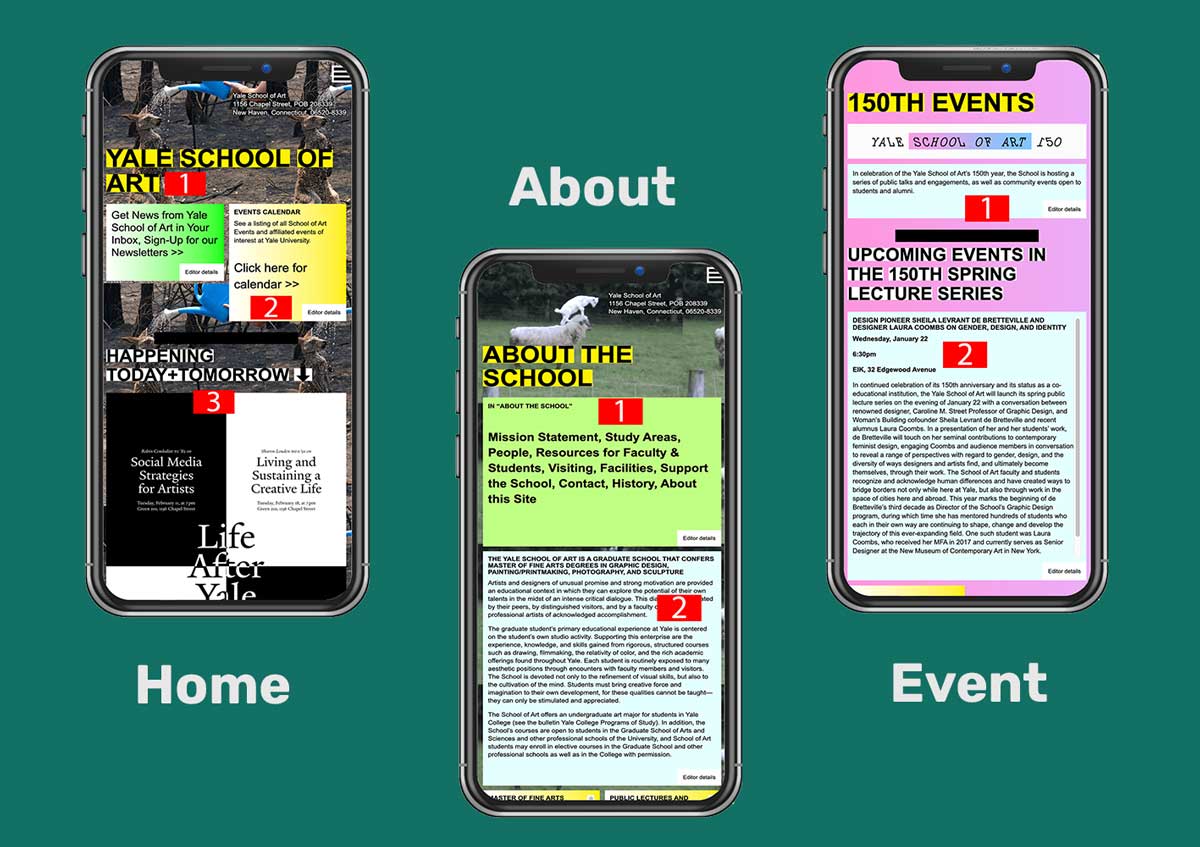 Yale School of Art
1156 Chapel Street, POB 208339
New Haven, Connecticut, 06520-8339
YALE SCHOOL OF
ART
1
Get News from Yale
School of Art in Your
Inbox, Sign-Up for our
Newsletters >>
Editor details
EVENTS CALENDAR
See a listing of all School of Art
Events and affiliated events of
interest at Yale University.
Click here for
calendar >>
2
Editor details
HAPPENING
TODAY+TOMORROW ⬇
3
Social Media
Strategies
for Artists
Tuesday, February 11, at 7pm
Green 200, 1156 Chapel Street
Living and
Sustaining a
Creative Life
Tuesday, February 18, at 7pm
Green 200, 1156 Chapel Street
Life
After
Yale
Home
About
Yale School of Art
1156 Chapel Street, POB 208339
New Haven, Connecticut, 06520-8339
ABOUT THE
SCHOOL
IN "ABOUT THE SCHOOL"
1
Mission Statement, Study Areas,
People, Resources for Faculty &
Students, Visiting, Facilities, Support
the School, Contact, History, About
this Site
Editor details
THE YALE SCHOOL OF ART IS A GRADUATE SCHOOL THAT CONFERS
MASTER OF FINE ARTS DEGREES IN GRAPHIC DESIGN,
PAINTING/PRINTMAKING, PHOTOGRAPHY, AND SCULPTURE
Artists and designers of unusual promise and strong motivation are provided
an educational context in which they can explore the potential of their own
talents in the midst of an intense critical dialogue. This
by their peers, by distinguished visitors, and by a faculty
professional artists of acknowledged accomplishment.
2
The graduate student's primary educational experience at Yale is centered
on the student's own studio activity. Supporting this enterprise are the
experience, knowledge, and skills gained from rigorous, structured courses
such as drawing, filmmaking, the relativity of color, and the rich academic
offerings found throughout Yale. Each student is routinely exposed to many
aesthetic positions through encounters with faculty members and visitors.
The School is devoted not only to the refinement of visual skills, but also to
the cultivation of the mind. Students must bring creative force and
imagination to their own development, for these qualities cannot be taught—
they can only be stimulated and appreciated.
The School of Art offers an undergraduate art major for students in Yale
College (see the bulletin Yale College Programs of Study). In addition, the
School's courses are open to students in the Graduate School of Arts and
Sciences and other professional schools of the University, and School of Art
students may enroll in elective courses in the Graduate School and other
professional schools as well as in the College with permission.
Editor details
MASTER OF FINE ARTS
PUBLIC LECTURES AND
150TH EVENTS
YALE SCHOOL OF ART 150
In celebration of the Yale School of Art's 150th year, the School is hosting a
series of public talks and engagements, as well as community events open to
students and alumni.
1
Editor details
UPCOMING EVENTS IN
THE 150TH SPRING
LECTURE SERIES
DESIGN PIONEER SHEILA LEVRANT DE BRETTEVILLE AND
DESIGNER LAURA COOMBS ON GENDER, DESIGN, AND IDENTITY
Wednesday, January 22
6:30pm
2
EIK, 32 Edgewood Avenue
In continued celebration of its 150th anniversary and its status as a co-
educational institution, the Yale School of Art will launch its spring public
lecture series on the evening of January 22 with a conversation between
renowned designer, Caroline M. Street Professor of Graphic Design, and
Woman's Building cofounder Sheila Levrant de Bretteville and recent
alumnus Laura Coombs. In a presentation of her and her students' work,
de Bretteville will touch on her seminal contributions to contemporary
feminist design, engaging Coombs and audience members in conversation
to reveal a range of perspectives with regard to gender, design, and the
diversity of ways designers and artists find, and ultimately become
themselves, through their work. The School of Art faculty and students
recognize and acknowledge human differences and have created ways to
bridge borders not only while here at Yale, but also through work in the
space of cities here and abroad. This year marks the beginning of de
Bretteville's third decade as Director of the School's Graphic Design
program, during which time she has mentored hundreds of students who
each in their own way are continuing to shape, change and develop the
trajectory of this ever-expanding field. One such student was Laura
Coombs, who received her MFA in 2017 and currently serves as Senior
Designer at the New Museum of Contemporary Art in New York.
Editor details
Event